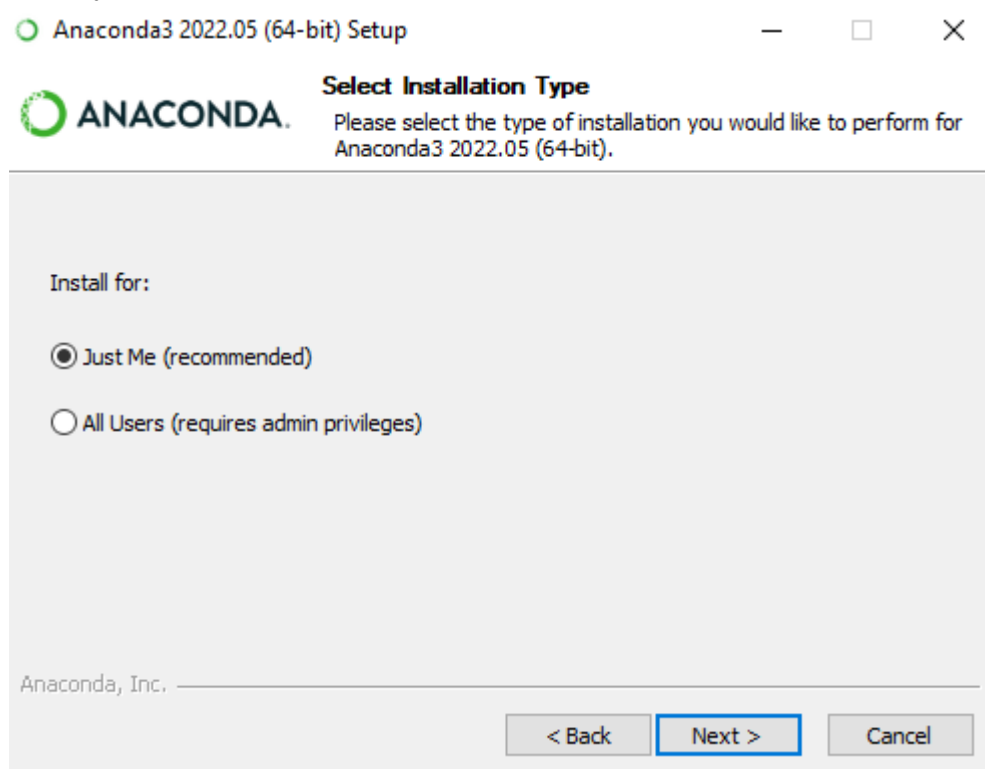 Anaconda3 2022.05 (64-bit) Setup
ANACONDA.
Select Installation Type
Please select the type of installation you would like to perform for
Anaconda3 2022.05 (64-bit).
Install for:
Just Me (recommended)
All Users (requires admin privileges)
Anaconda, Inc.
< Back Next > Cancel